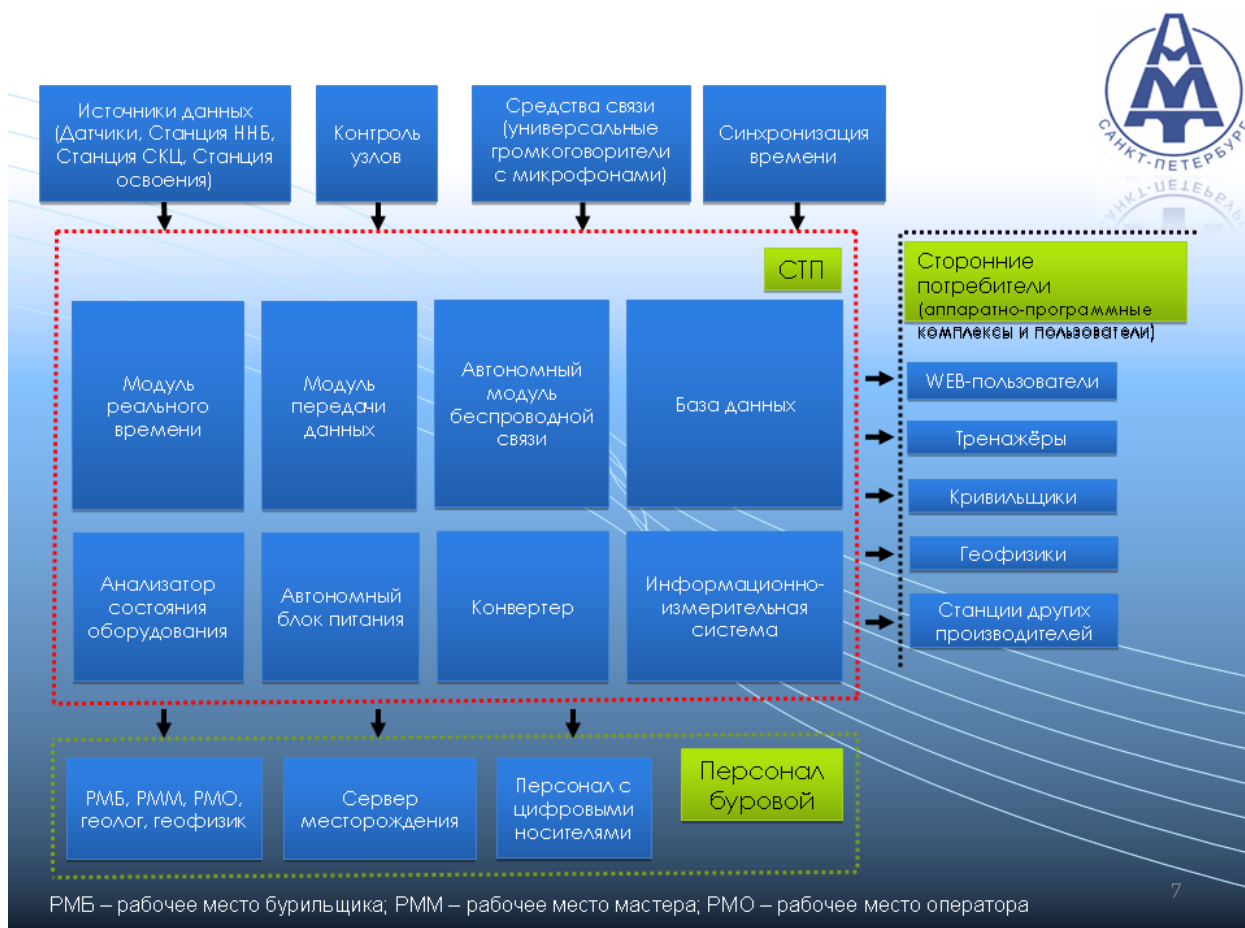 АМТ
САНКТ-ПЕТЕРБУРГ
Источники данных
(Датчики, Станция ННБ,
Станция СКЦ, Станция
освоения)
Контроль
узлов
Средства связи
(универсальные
громкоговорители
с микрофонами)
Синхронизация
времени
СТП
Модуль
реального
времени
Модуль
передачи
данных
Автономный
модуль
беспроводной
связи
База данных
Анализатор
состояния
оборудования
Автономный
блок питания
Конвертер
Информационно-
измерительная
система
Сторонние
потребители
(аппаратно-программные
комплексы и пользователи)
WEB-пользователи
Тренажёры
Кривильщики
Геофизики
Станции других
производителей
РМБ, РММ, РМО,
геолог, геофизик
Сервер
месторождения
Персонал с
цифровыми
носителями
Персонал
буровой
РМБ – рабочее место бурильщика; РММ – рабочее место мастера; РМО – рабочее место оператора
7